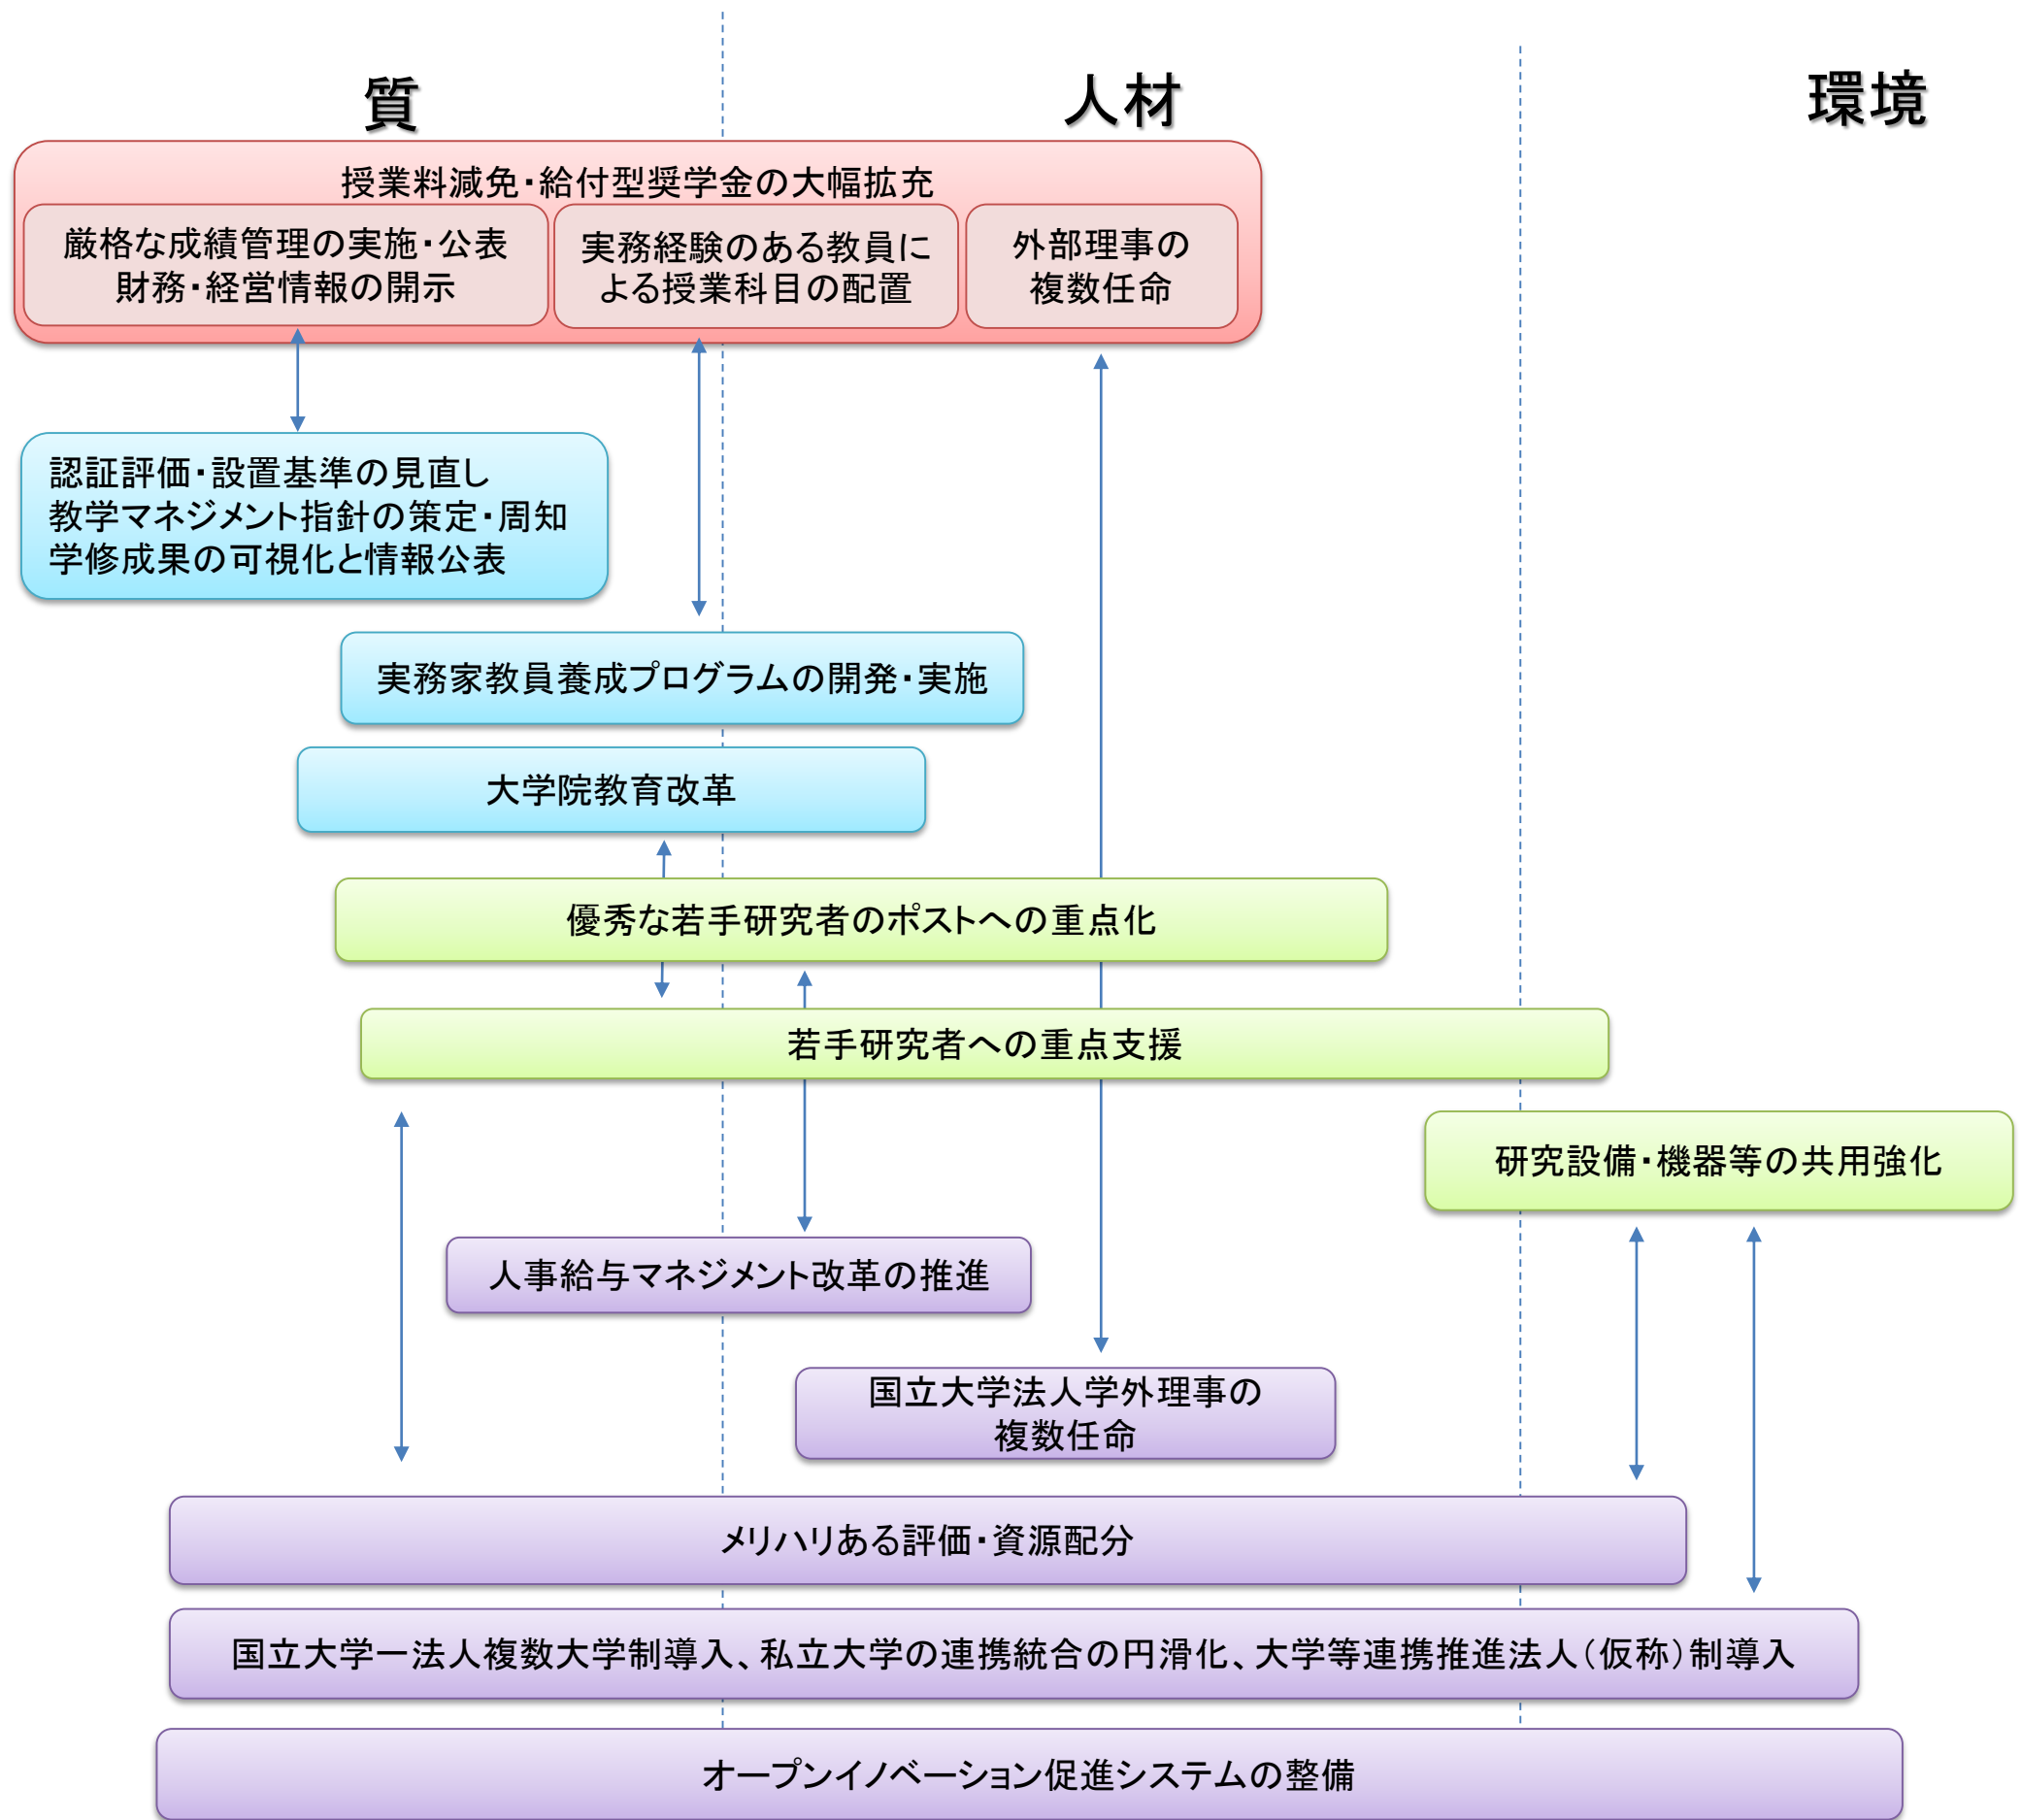 質
人材
環境
授業料減免・給付型奨学金の大幅拡充
厳格な成績管理の実施・公表
財務・経営情報の開示
実務経験のある教員に
よる授業科目の配置
外部理事の
複数任命
認証評価・設置基準の見直し
教学マネジメント指針の策定・周知
学修成果の可視化と情報公表
実務家教員養成プログラムの開発・実施
大学院教育改革
優秀な若手研究者のポストへの重点化
若手研究者への重点支援
研究設備・機器等の共用強化
人事給与マネジメント改革の推進
国立大学法人学外理事の
複数任命
メリハリある評価・資源配分
国立大学一法人複数大学制導入、私立大学の連携統合の円滑化、大学等連携推進法人（仮称）制導入
オープンイノベーション促進システムの整備